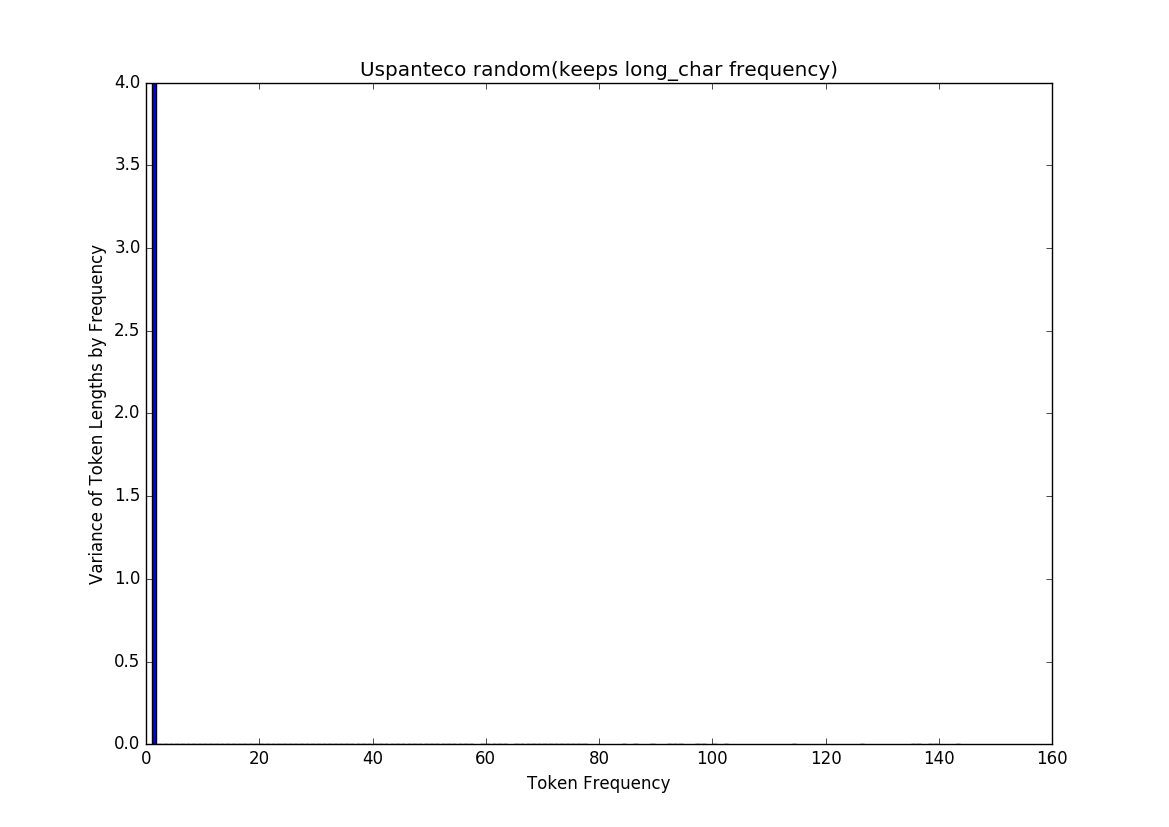 Uspanteco random(keeps long_char frequency)
4.0
3.5
3.0
2.5
2.0
1.5
1.0
0.5
0.0
Variance of Token Lengths by Frequency
0 20 40 60 80 100 120 140 160
Token Frequency